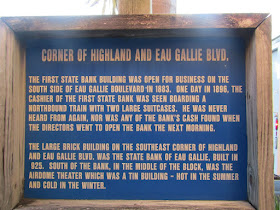 CORNER OF HIGHLAND AND EAU GALLIE BLVD.
THE FIRST STATE BANK BUILDING WAS OPEN FOR BUSINESS ON THE
SOUTH SIDE OF EAU GALLIE BOULEVARD IN 1883. ONE DAY IN 1896, THE
CASHIER OF THE FIRST STATE BANK WAS SEEN BOARDING A
NORTHBOUND TRAIN WITH TWO LARGE SUITCASES. HE WAS NEVER
HEARD FROM AGAIN, NOR WAS ANY OF THE BANK'S CASH FOUND WHEN
THE DIRECTORS WENT TO OPEN THE BANK THE NEXT MORNING.
THE LARGE BRICK BUILDING ON THE SOUTHEAST CORNER OF HIGHLAND
AND EAU GALLIE BLVD. WAS THE STATE BANK OF EAU GALLIE, BUILT IN
925. SOUTH OF THE BANK, IN THE MIDDLE OF THE BLOCK, WAS THE
AIRDOME THEATER WHICH WAS A TIN BUILDING - HOT IN THE SUMMER
AND COLD IN THE WINTER.